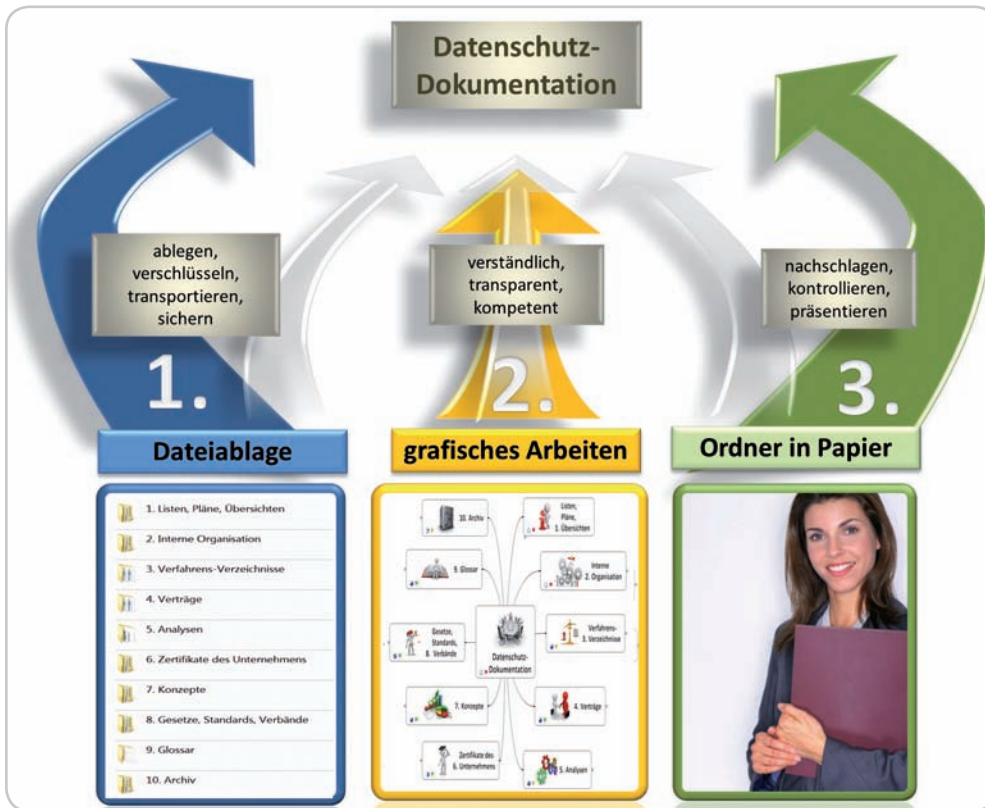 Datenschutz-
Dokumentation
ablegen,
verschlüsseln,
transportieren,
sichern
verständlich,
transparent,
kompetent
nachschlagen,
kontrollieren,
präsentieren
1.
2.
3.
Dateiablage
grafisches Arbeiten
Ordner in Papier
1. Listen, Pläne, Übersichten
2. Interne Organisation
3. Verfahrens-Verzeichnisse
4. Verträge
5. Analysen
6. Zertifikate des Unternehmens
7. Konzepte
8. Gesetze, Standards, Verbände
9. Glossar
10. Archiv
10. Archiv
Listen,
Pläne,
1. Übersichten
9. Glossar
Interne
2. Organisation
Gesetze,
Standards,
8. Verbände
Datenschutz-
Dokumentation
Verfahrens-
3. Verzeichnisse
7. Konzepte
4. Verträge
Zertifikate des
6. Unternehmens
5. Analysen